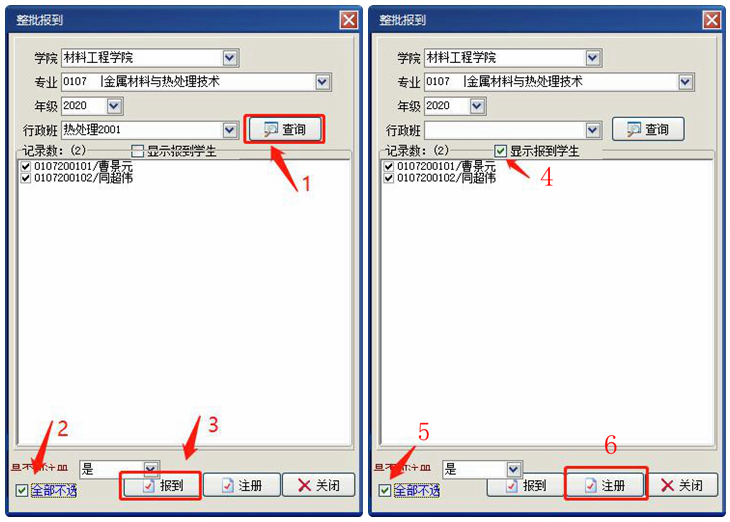 整批报到
学院 材料工程学院
专业 0107 |金属材料与热处理技术
年级 2020
行政班 热处理2001 查询
记录数: (2) 显示报到学生
1
0107200101/曹景元
0107200102/同超伟
2
3
是
全部不选
报到 注册 关闭
整批报到
学院 材料工程学院
专业 0107 |金属材料与热处理技术
年级 2020
行政班 查询
记录数: (2) 显示报到学生
4
0107200101/曹景元
0107200102/同超伟
5
6
是
全部不选
报到 注册 关闭